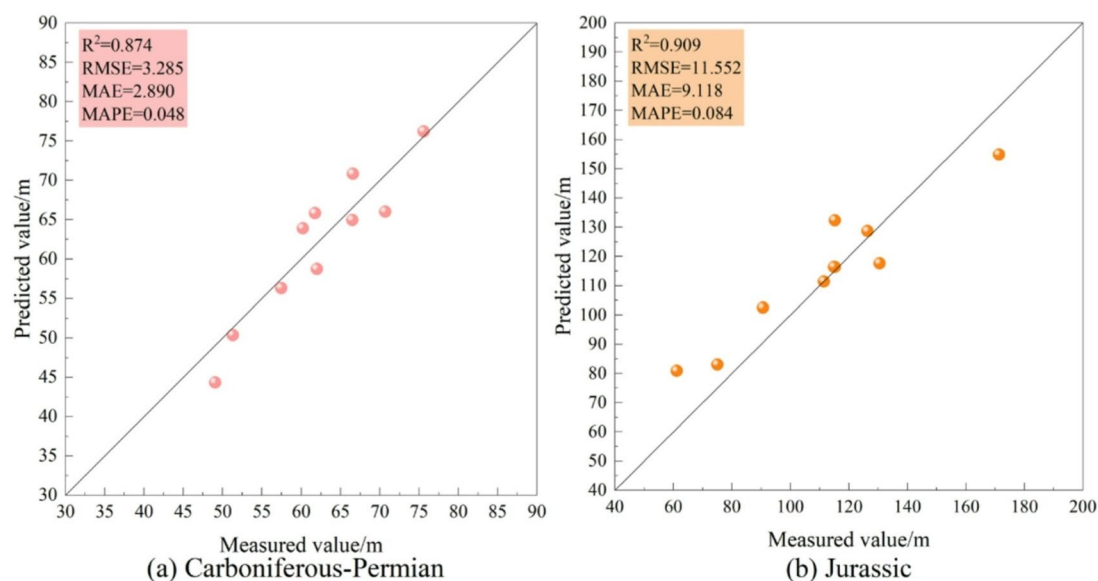 R²=0.874
RMSE=3.285
MAE=2.890
MAPE=0.048
90
85
80
75
70
65
60
55
50
45
40
35
30
Predicted value/m
30 35 40 45 50 55 60 65 70 75 80 85 90
Measured value/m
(a) Carboniferous-Permian
R²=0.909
RMSE=11.552
MAE=9.118
MAPE=0.084
200
190
180
170
160
150
140
130
120
110
100
90
80
70
60
50
40
Predicted value/m
40 60 80 100 120 140 160 180 200
Measured value/m
(b) Jurassic